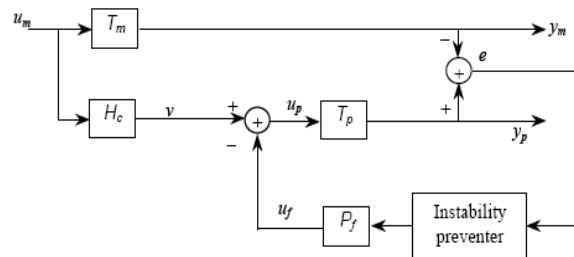 u_m
T_m
y_m
−
e
+
H_c
v
+
+
u_p
T_p
+
y_p
−
u_f
P_f
Instability
preventer